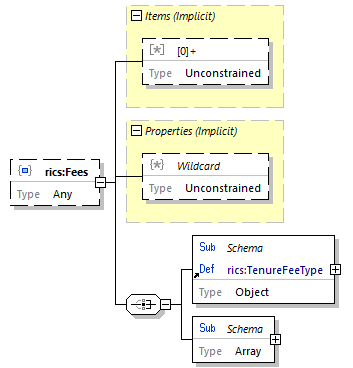 Items (Implicit)
[*] [0]+
Type Unconstrained
Properties (Implicit)
{*} Wildcard
Type Unconstrained
rics:Fees
Type Any
Sub Schema
Def rics:TenureFeeType
Type Object
Sub Schema
Type Array